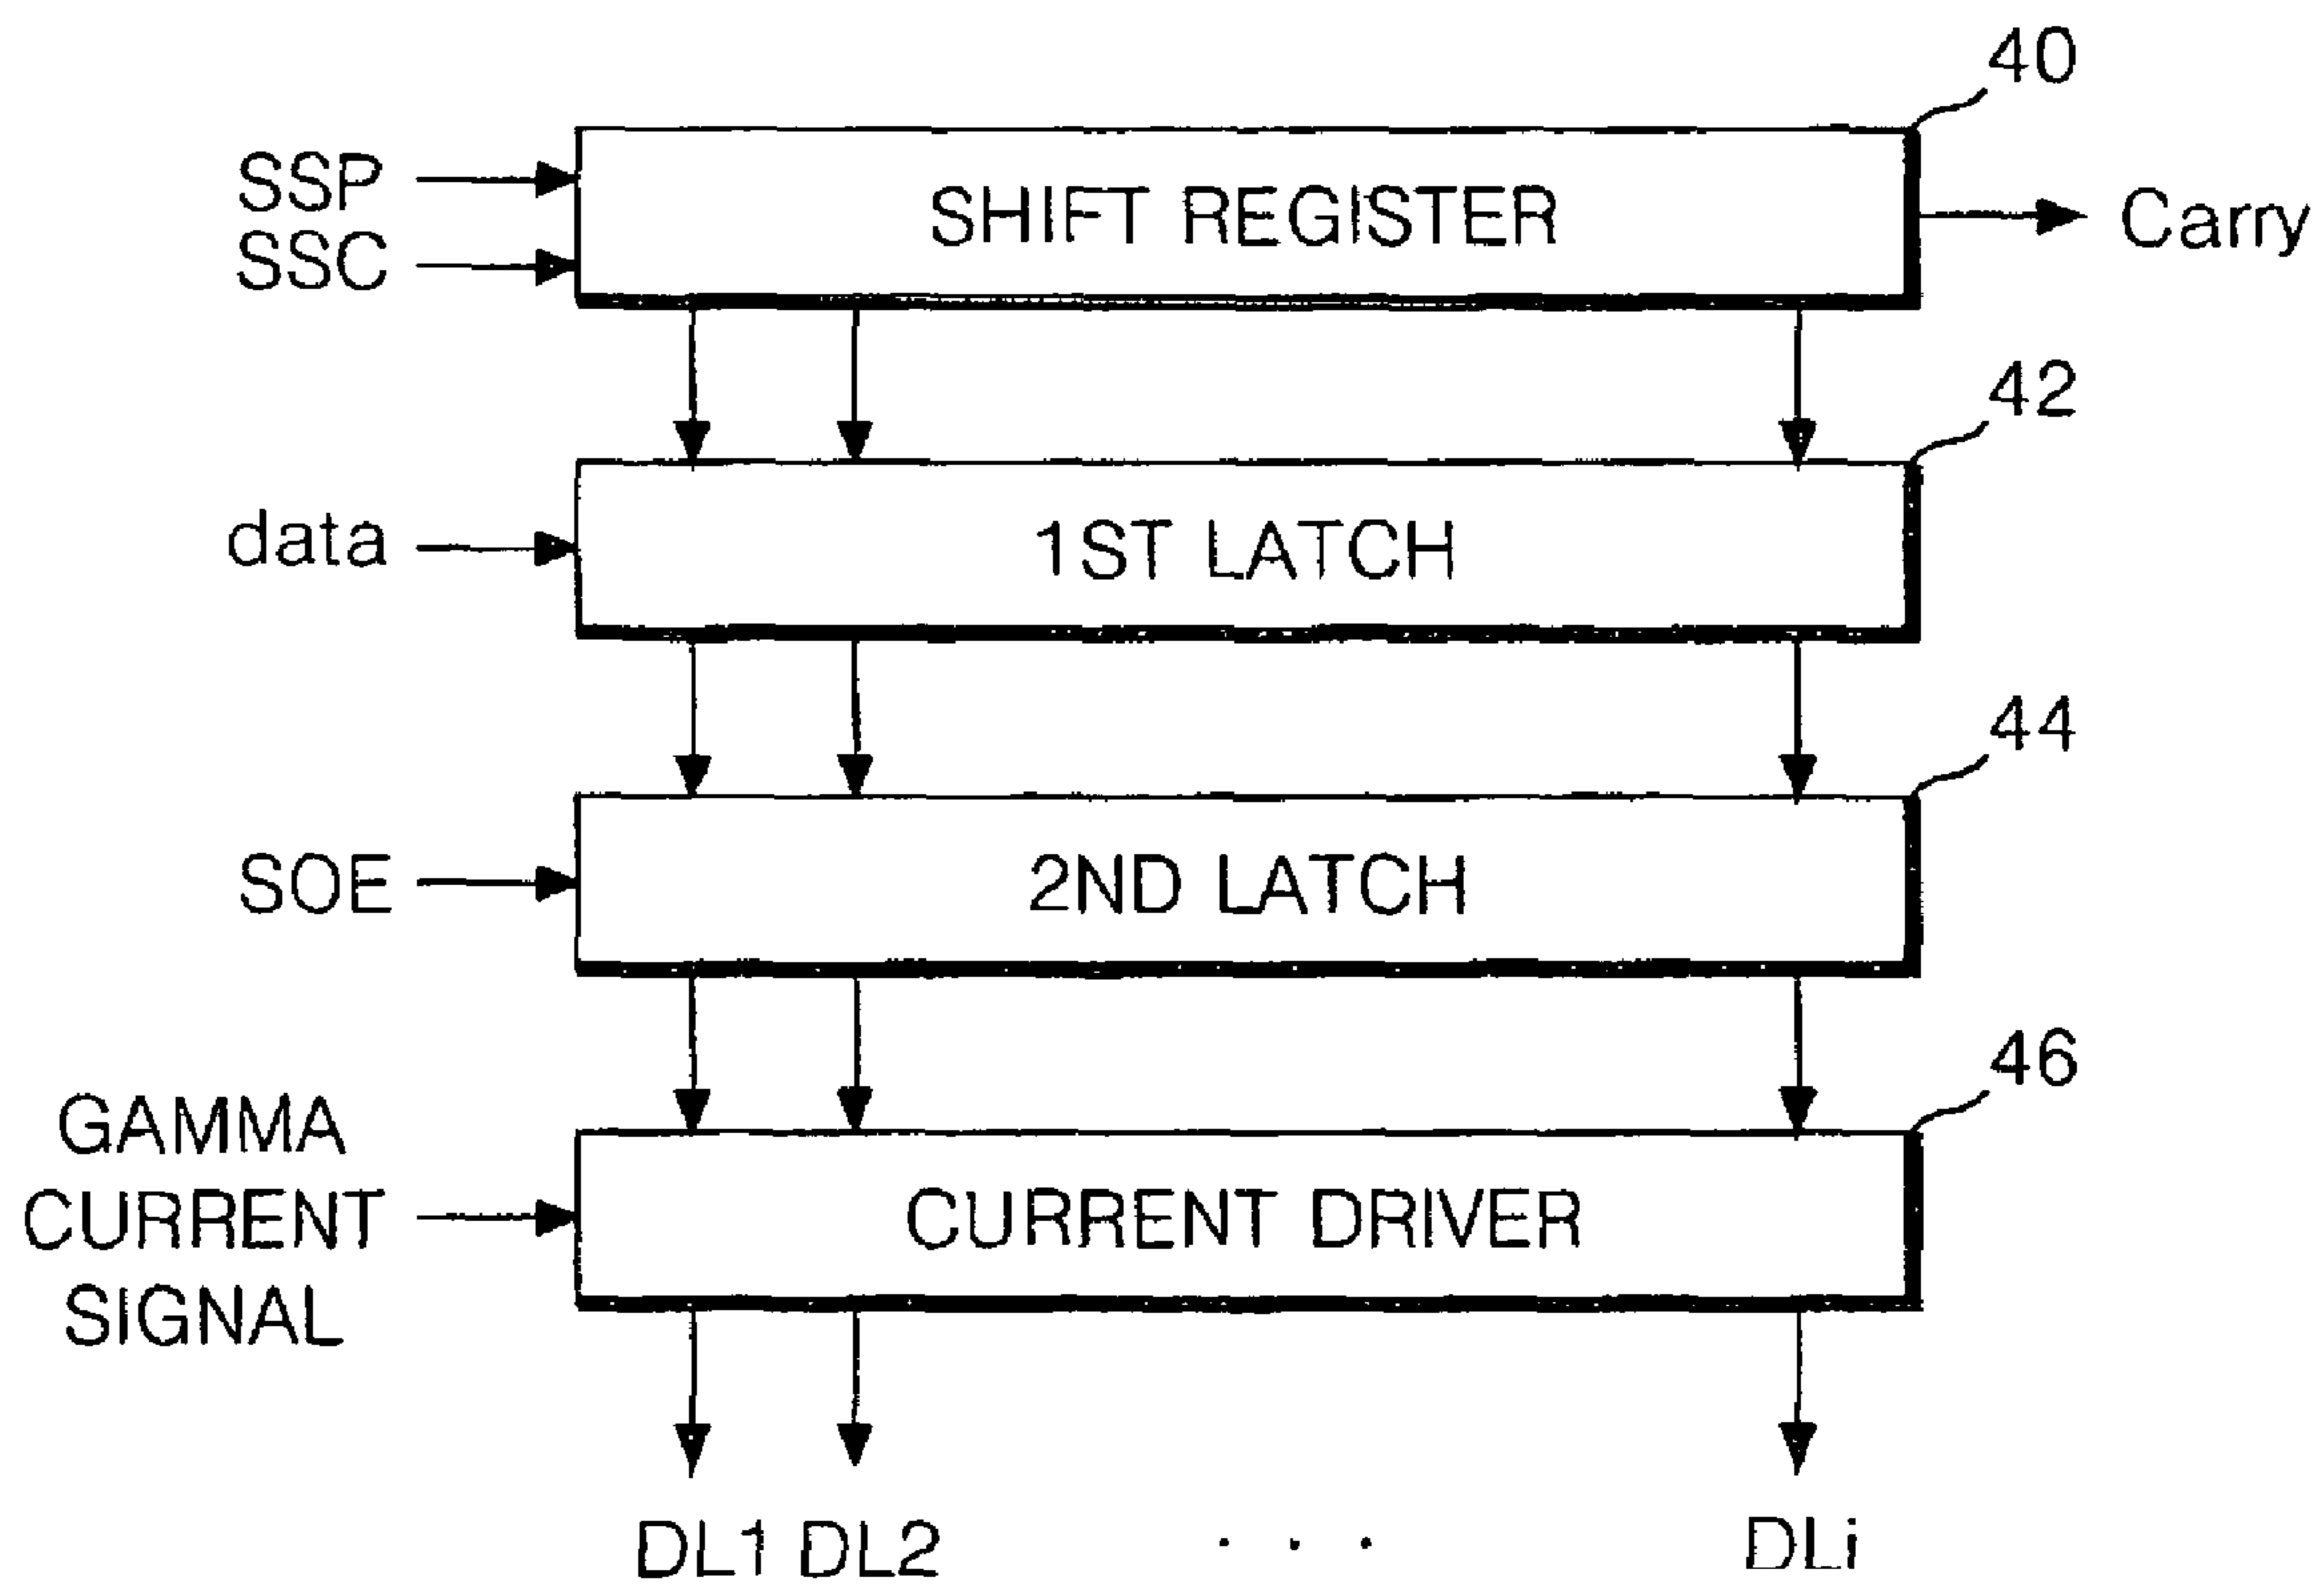 40
SSP
SHIFT REGISTER
Carry
SSC
42
data
1ST LATCH
44
SOE
2ND LATCH
46
GAMMA
CURRENT
SIGNAL
CURRENT DRIVER
DL1 DL2 . . . DLi